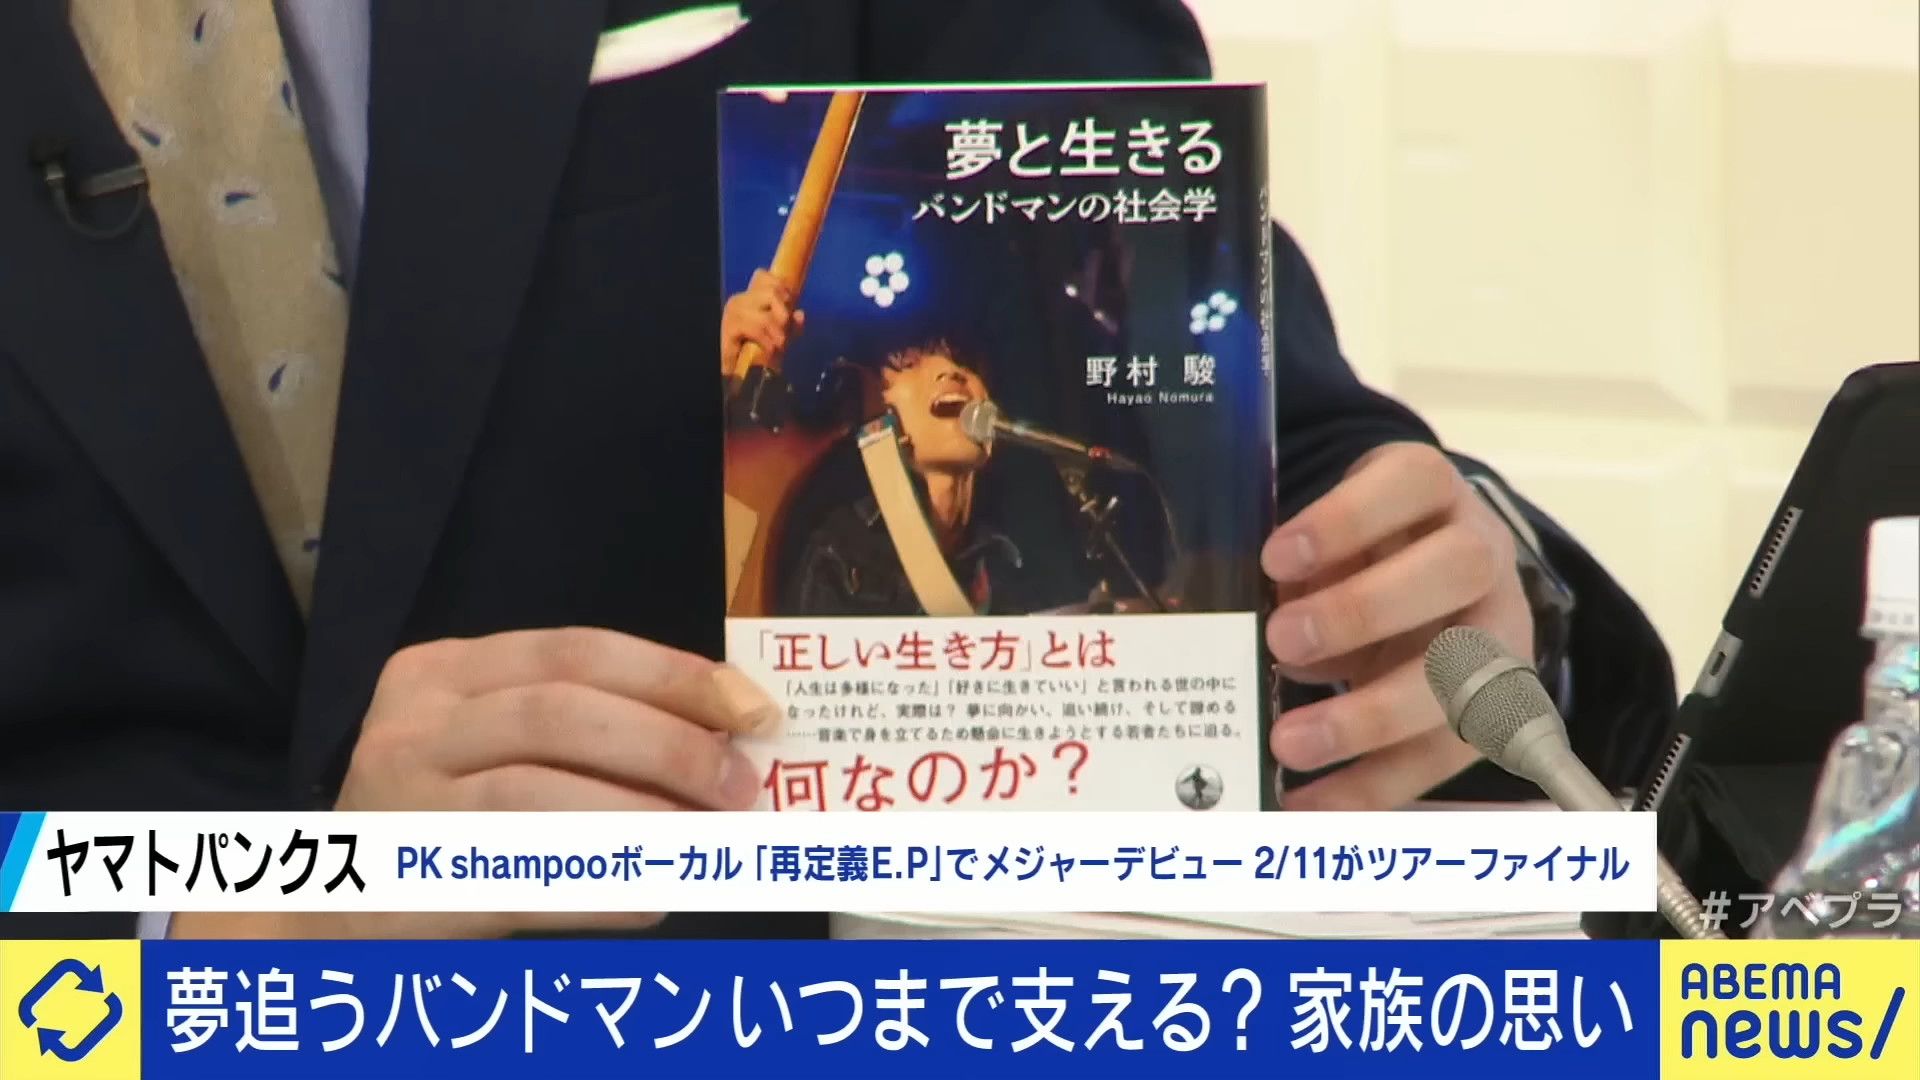 夢と生きる
バンドマンの社会学
野村 駿
Hayao Nomura
「正しい生き方」とは
「人生は多様になった」「好きに生きていい」と言われる世の中に
なったけれど、実際は？ 夢に向かい、追い続け、そして諦める
……音楽で身を立てるため懸命に生きようとする若者たちに迫る。
何なのか？
ヤマトパンクス
PK shampooボーカル「再定義E.P」でメジャーデビュー 2/11がツアーファイナル
#アベプラ
夢追うバンドマン いつまで支える? 家族の思い
ABEMA
news/